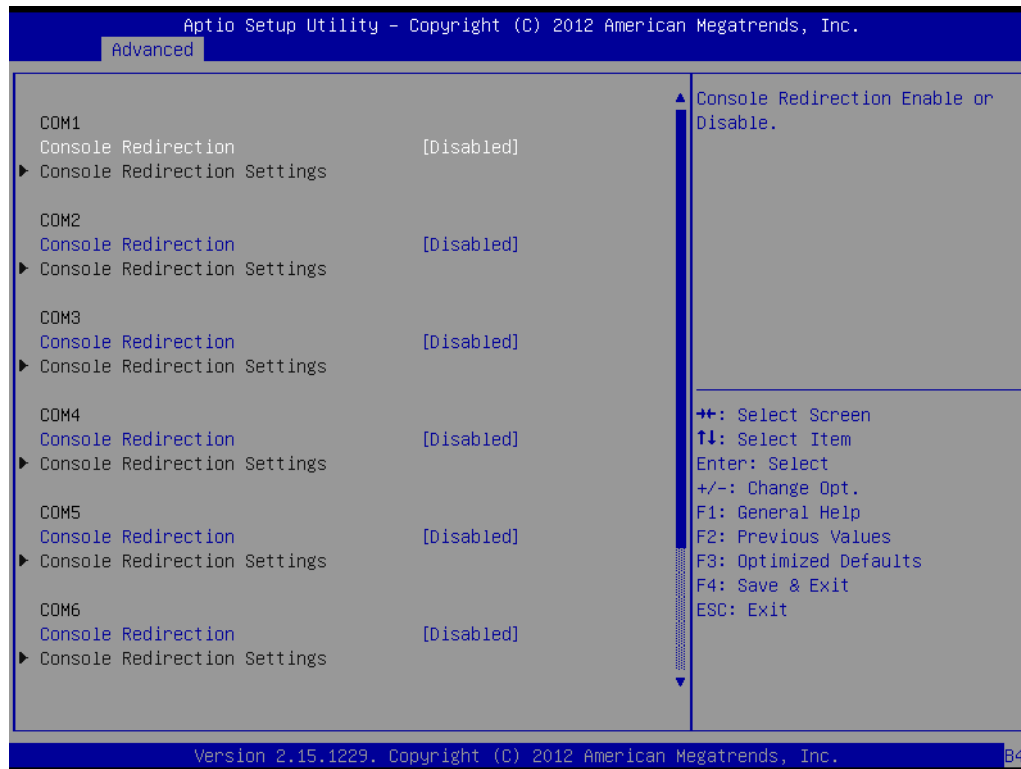 Aptio Setup Utility – Copyright (C) 2012 American Megatrends, Inc.
Advanced
COM1
Console Redirection [Disabled]
▶ Console Redirection Settings
COM2
Console Redirection [Disabled]
▶ Console Redirection Settings
COM3
Console Redirection [Disabled]
▶ Console Redirection Settings
COM4
Console Redirection [Disabled]
▶ Console Redirection Settings
COM5
Console Redirection [Disabled]
▶ Console Redirection Settings
COM6
Console Redirection [Disabled]
▶ Console Redirection Settings
Console Redirection Enable or
Disable.
→←: Select Screen
↑↓: Select Item
Enter: Select
+/-: Change Opt.
F1: General Help
F2: Previous Values
F3: Optimized Defaults
F4: Save & Exit
ESC: Exit
Version 2.15.1229. Copyright (C) 2012 American Megatrends, Inc.
B4